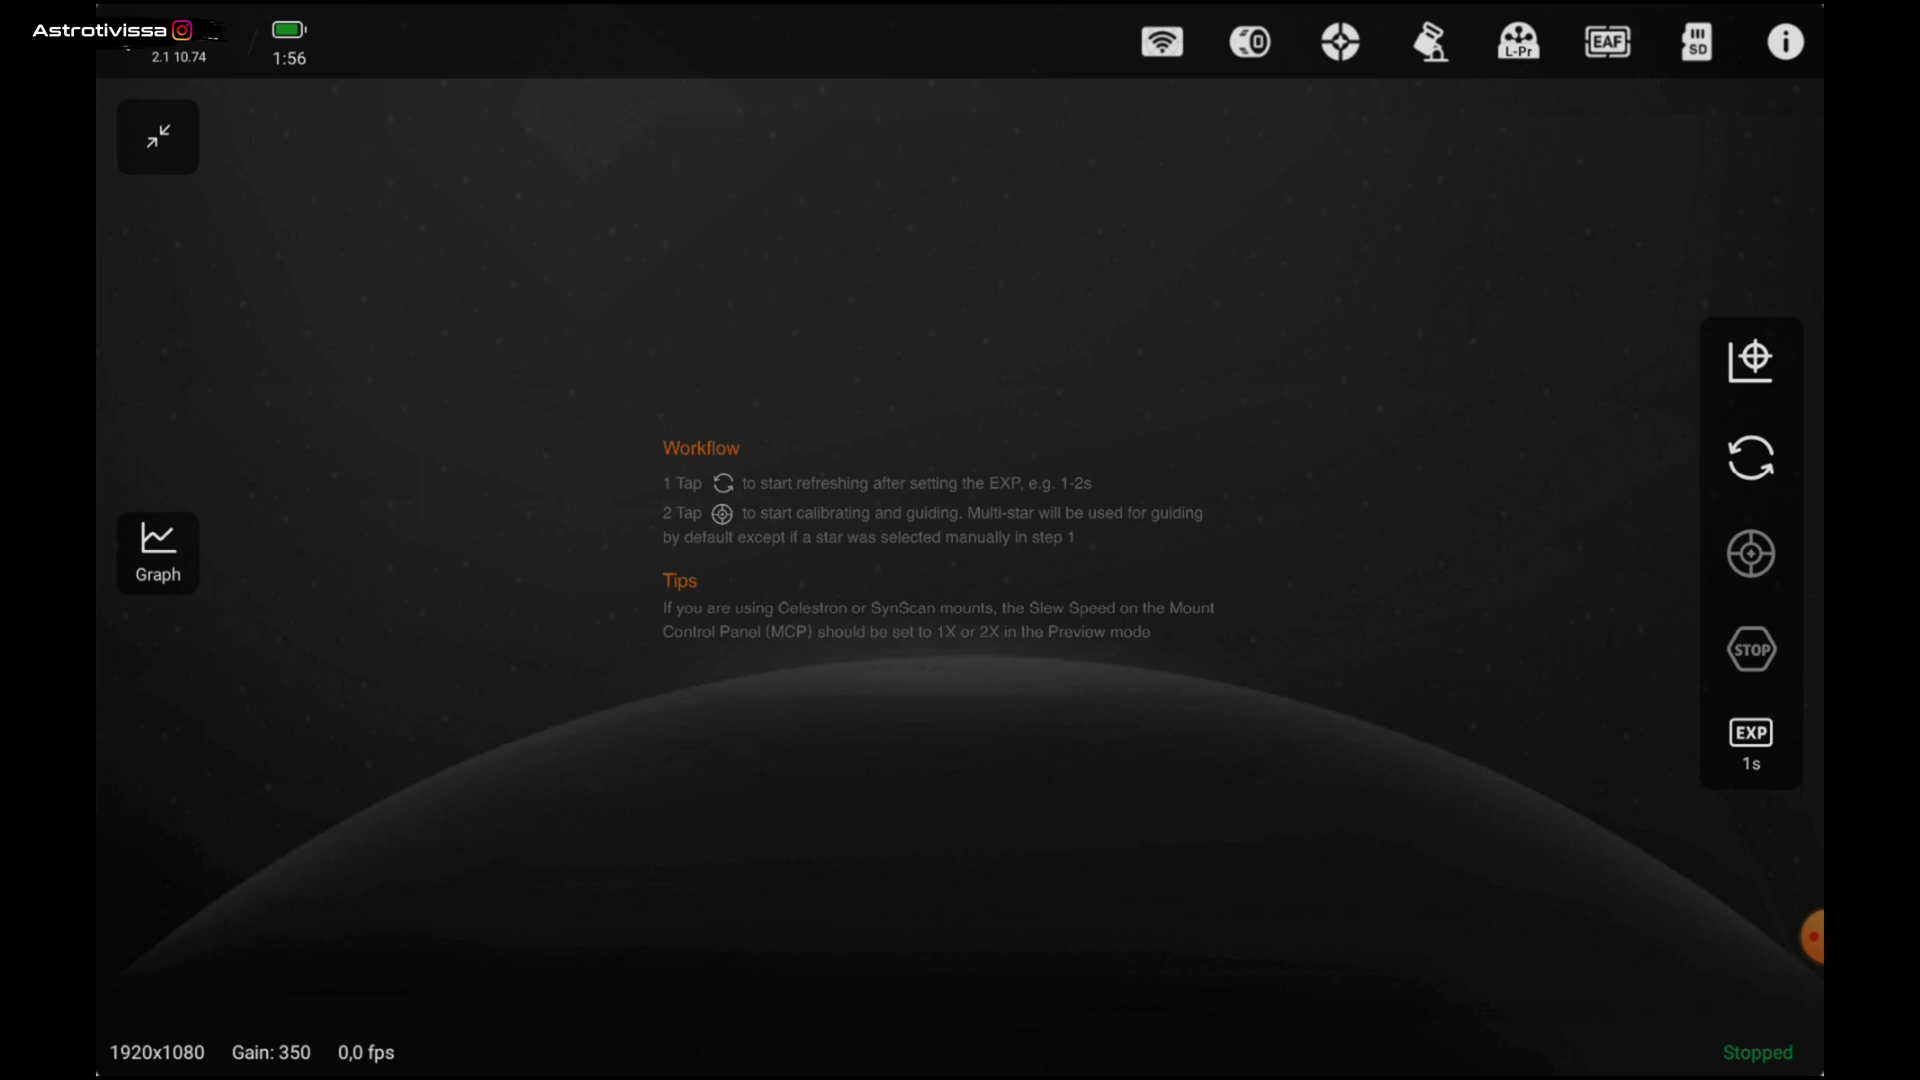 Astrotivissa
2.1 10.74
1:56
L-Pr
EAF
SD
Workflow
1 Tap to start refreshing after setting the EXP, e.g. 1-2s
2 Tap to start calibrating and guiding. Multi-star will be used for guiding
by default except if a star was selected manually in step 1
Tips
If you are using Celestron or SynScan mounts, the Slew Speed on the Mount
Control Panel (MCP) should be set to 1X or 2X in the Preview mode
Graph
STOP
EXP
1s
1920x1080 Gain: 350 0,0 fps
Stopped